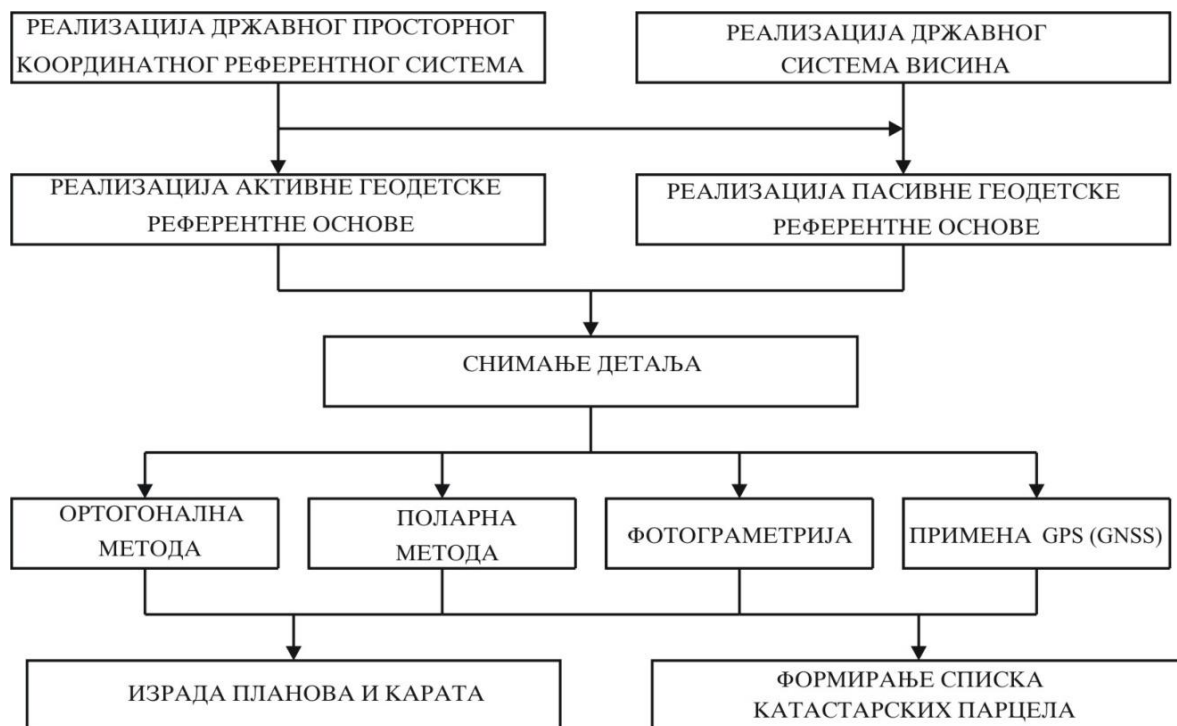 РЕАЛИЗАЦИЈА ДРЖАВНОГ ПРОСТОРНОГ
КООРДИНАТНОГ РЕФЕРЕНТНОГ СИСТЕМА
РЕАЛИЗАЦИЈА ДРЖАВНОГ
СИСТЕМА ВИСИНА
РЕАЛИЗАЦИЈА АКТИВНЕ ГЕОДЕТСКЕ
РЕФЕРЕНТНЕ ОСНОВЕ
РЕАЛИЗАЦИЈА ПАСИВНЕ ГЕОДЕТСКЕ
РЕФЕРЕНТНЕ ОСНОВЕ
СНИМАЊЕ ДЕТАЉА
ОРТОГОНАЛНА
МЕТОДА
ПОЛАРНА
МЕТОДА
ФОТОГРАМЕТРИЈА
ПРИМЕНА GPS (GNSS)
ИЗРАДА ПЛАНОВА И КАРАТА
ФОРМИРАЊЕ СПИСКА
КАТАСТАРСКИХ ПАРЦЕЛА